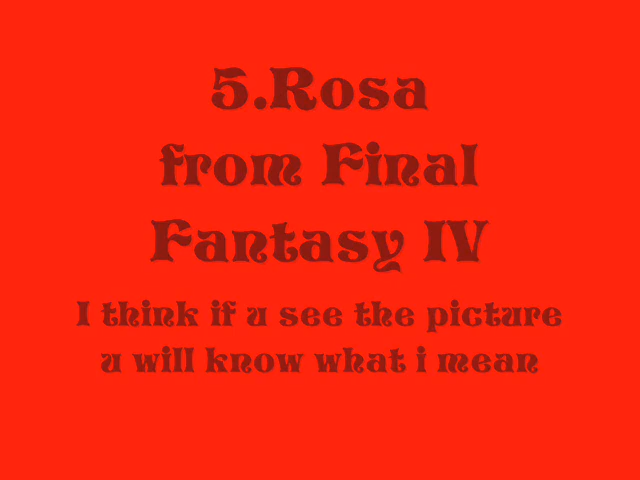 5.Rosa
from Final
Fantasy IV
I think if u see the picture
u will know what i mean